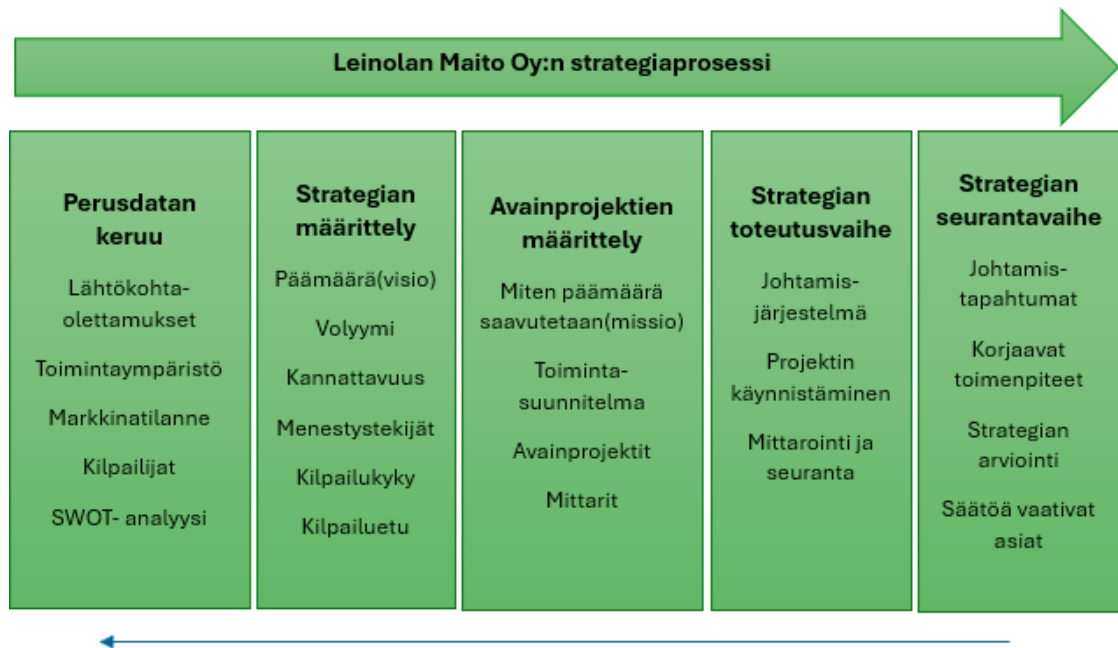 Leinolan Maito Oy:n strategiaprosessi
Perusdatan
keruu
Lähtökohta-
olettamukset
Toimintaympäristö
Markkinatilanne
Kilpailijat
SWOT- analyysi
Strategian
määrittely
Päämäärä(visio)
Volyymi
Kannattavuus
Menestystekijät
Kilpailukyky
Kilpailuetu
Avainprojektien
määrittely
Miten päämäärä
saavutetaan(missio)
Toiminta-
suunnitelma
Avainprojektit
Mittarit
Strategian
toteutusvaihe
Johtamis-
järjestelmä
Projektin
käynnistäminen
Mittarointi ja
seuranta
Strategian
seurantavaihe
Johtamis-
tapahtumat
Korjaavat
toimenpiteet
Strategian
arviointi
Säätöä vaativat
asiat